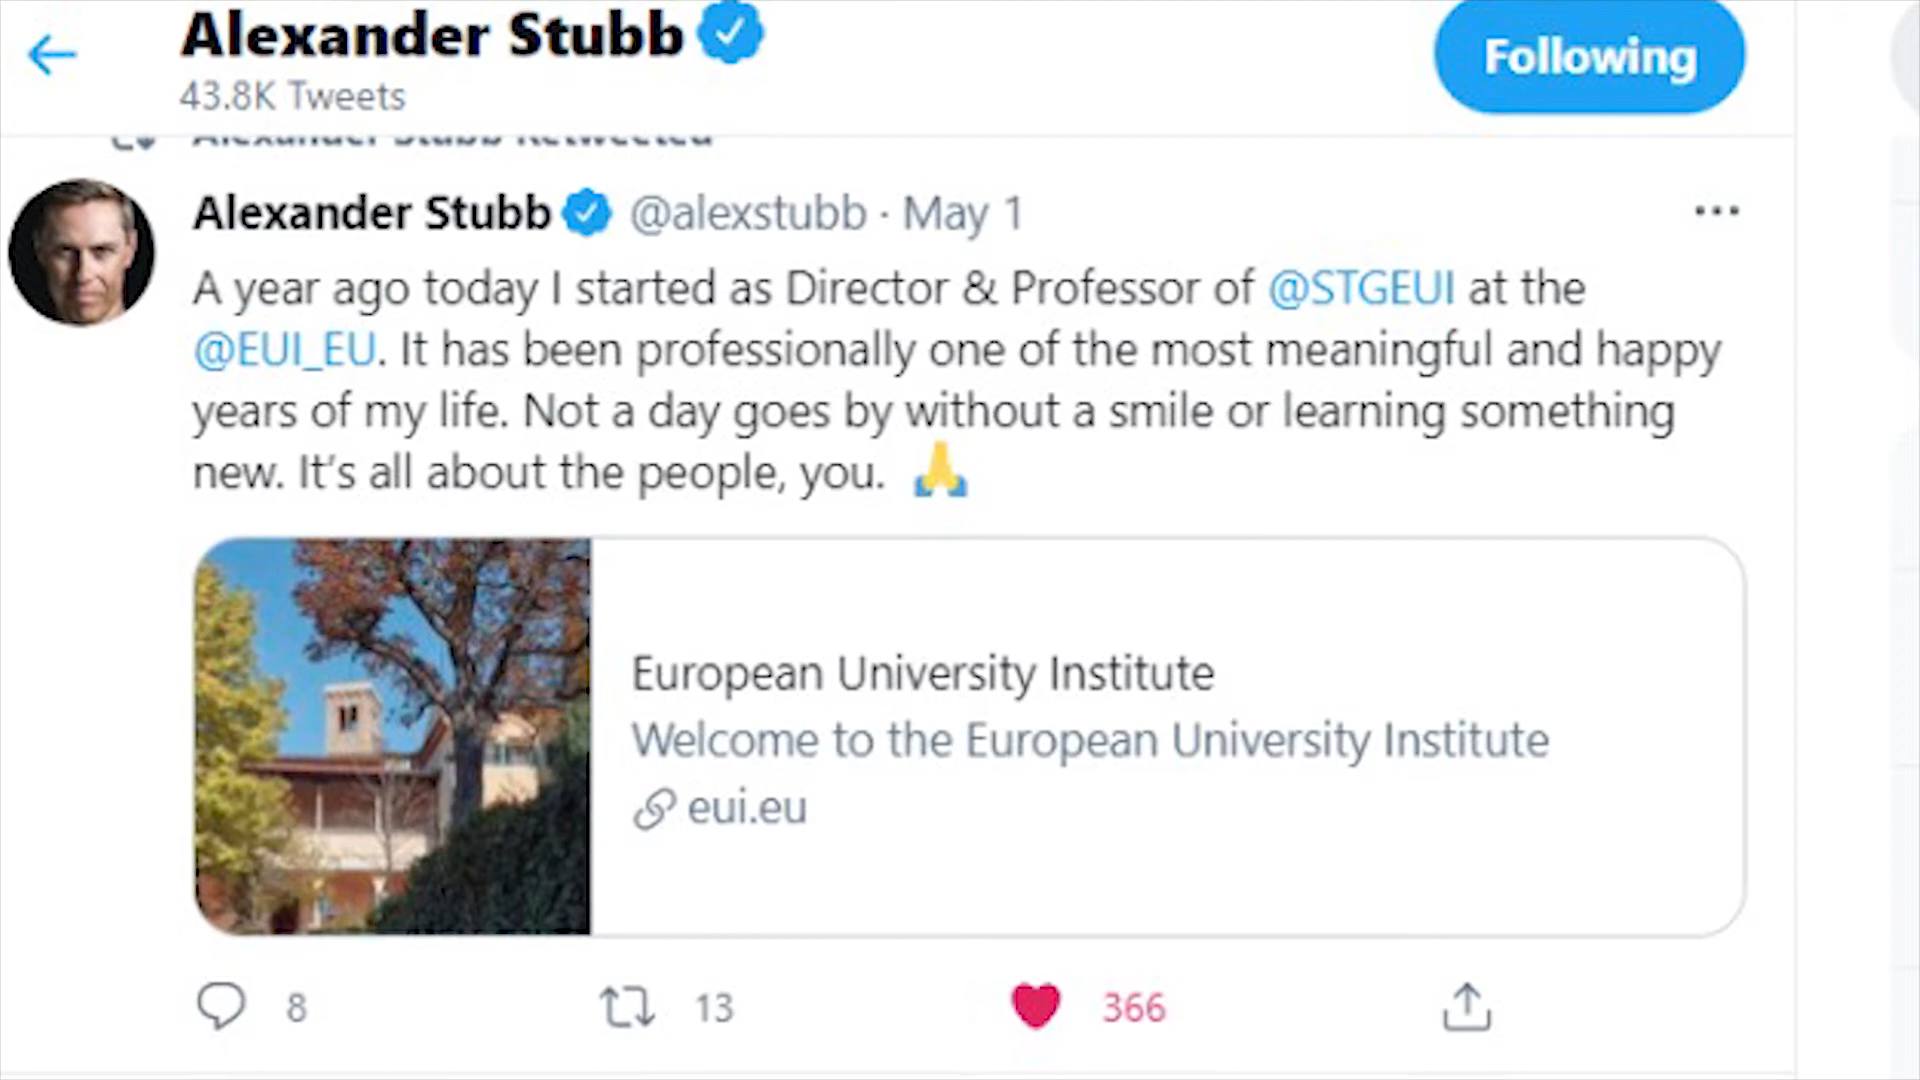 Alexander Stubb
43.8K Tweets
Following
Alexander Stubb Retweeted
Alexander Stubb @alexstubb · May 1
A year ago today I started as Director & Professor of @STGEUI at the
@EUI_EU. It has been professionally one of the most meaningful and happy
years of my life. Not a day goes by without a smile or learning something
new. It's all about the people, you. 🙏
European University Institute
Welcome to the European University Institute
eui.eu
8 13 366